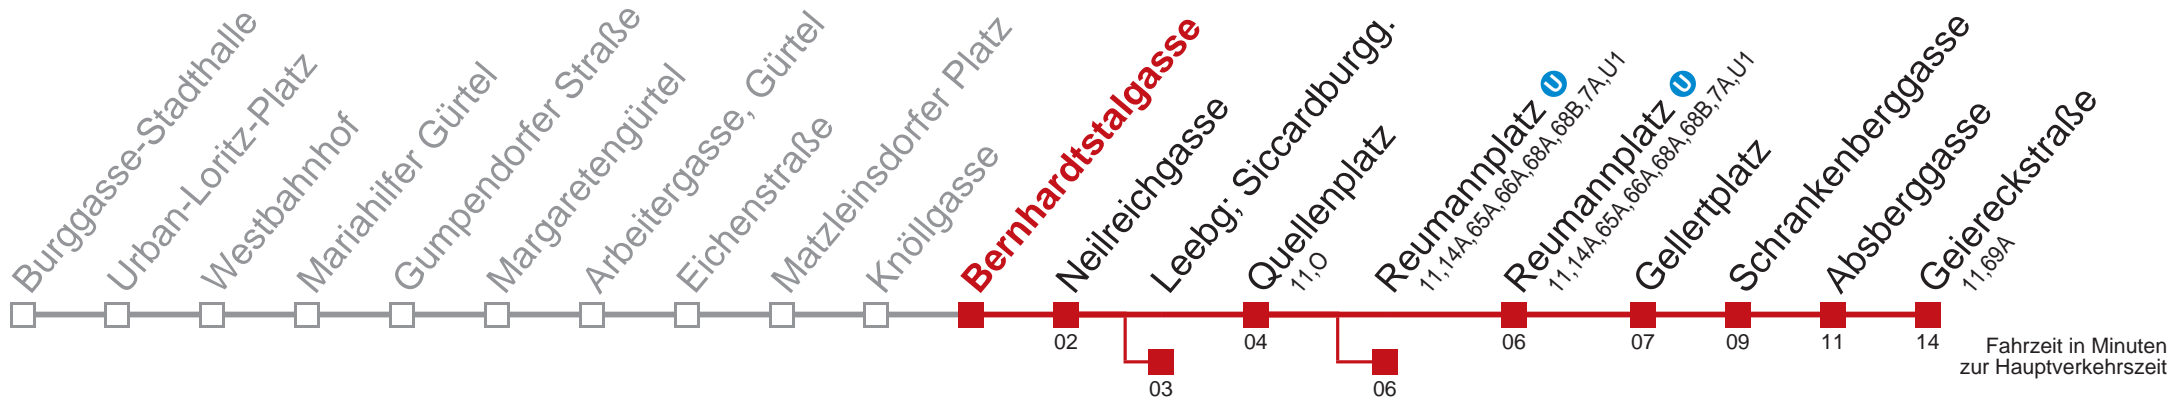 Burggasse-Stadthalle
Urban-Loritz-Platz
Westbahnhof
Mariahilfer Gürtel
Gumpendorfer Straße
Margaretengürtel
Arbeitergasse, Gürtel
Eichenstraße
Matzleinsdorfer Platz
Knöllgasse
Bernhardtstalgasse
Neilreichgasse
02
Leebg; Siccardburgg.
03
Quellenplatz
11,O
04
Reumannplatz U
11,14A,65A,66A,68A,68B,7A,U1
06
Reumannplatz U
11,14A,65A,66A,68A,68B,7A,U1
06
Gellertplatz
07
Schrankenberggasse
09
Absberggasse
11
Geiereckstraße
11,69A
14
Fahrzeit in Minuten
zur Hauptverkehrszeit